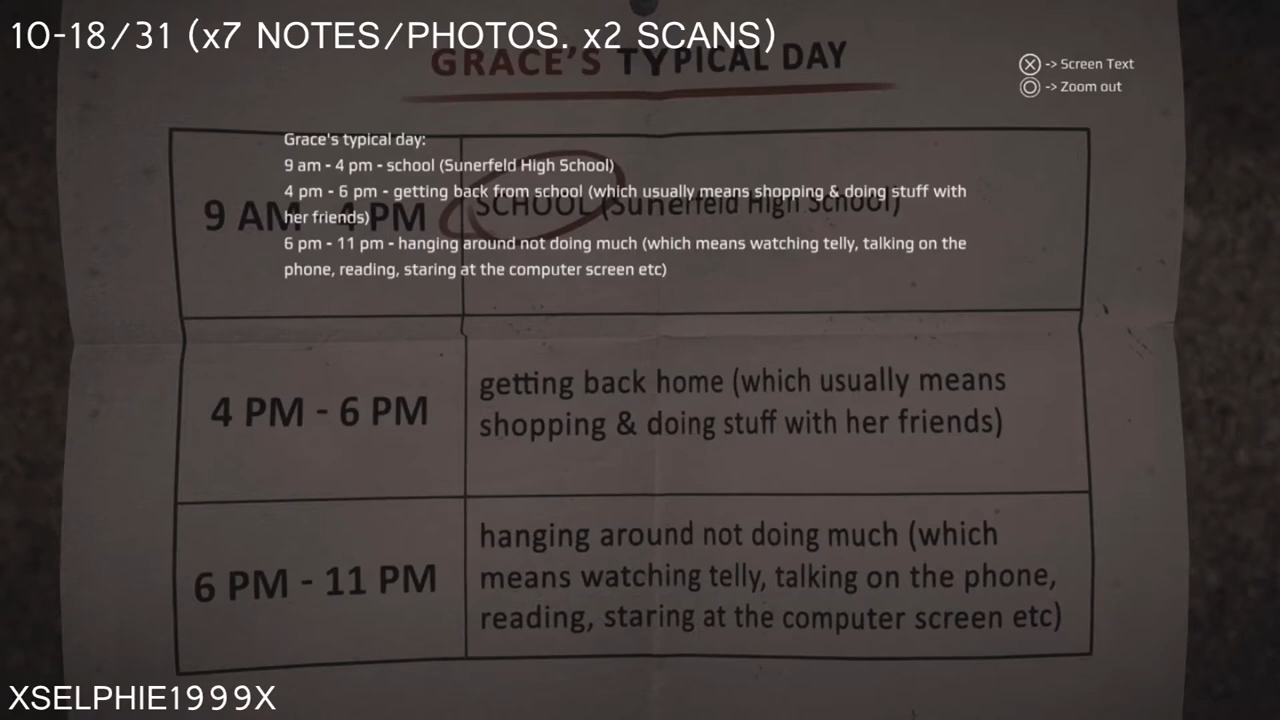 10-18/31 (x7 NOTES/PHOTOS. x2 SCANS)
GRACE'S TYPICAL DAY
X -> Screen Text
O -> Zoom out
Grace's typical day:
9 am - 4 pm - school (Sunerfeld High School)
4 pm - 6 pm - getting back from school (which usually means shopping & doing stuff with
her friends)
6 pm - 11 pm - hanging around not doing much (which means watching telly, talking on the
phone, reading, staring at the computer screen etc)
9 AM - 4 PM
SCHOOL (Sunerfeld High School)
4 PM - 6 PM
getting back home (which usually means
shopping & doing stuff with her friends)
6 PM - 11 PM
hanging around not doing much (which
means watching telly, talking on the phone,
reading, staring at the computer screen etc)
XSELPHIE1999X